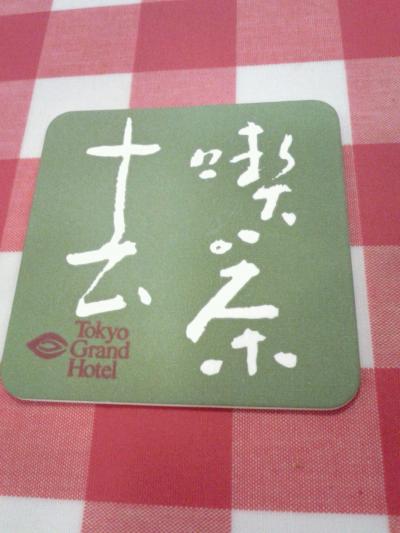 喫茶
去
Tokyo
Grand
Hotel